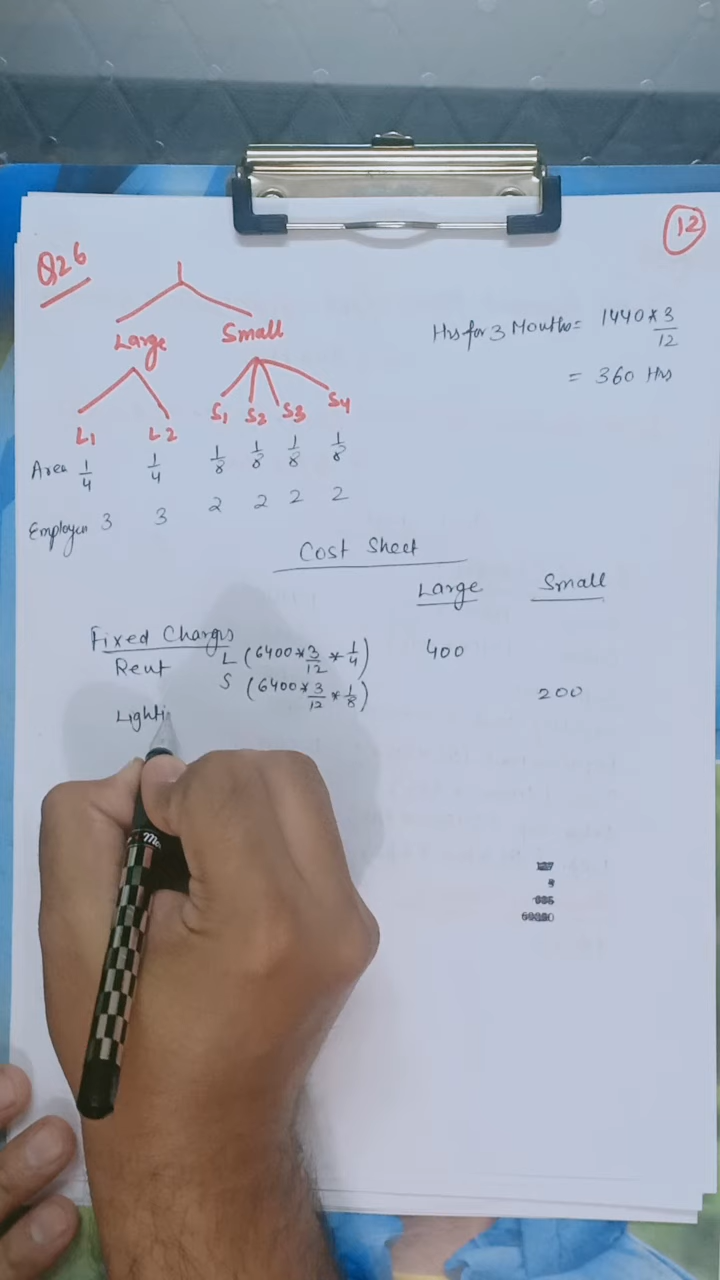 Q26
12
Large Small
Hrs for 3 Months = 1440 * 3/12
= 360 Hrs
L1 L2 S1 S2 S3 S4
Area 1/4 1/4 1/8 1/8 1/8 1/8
Employee 3 3 2 2 2 2
Cost Sheet
Large Small
Fixed Charges
Rent L (6400 * 3/12 * 1/4) 400
S (6400 * 3/12 * 1/8) 200
Lighti